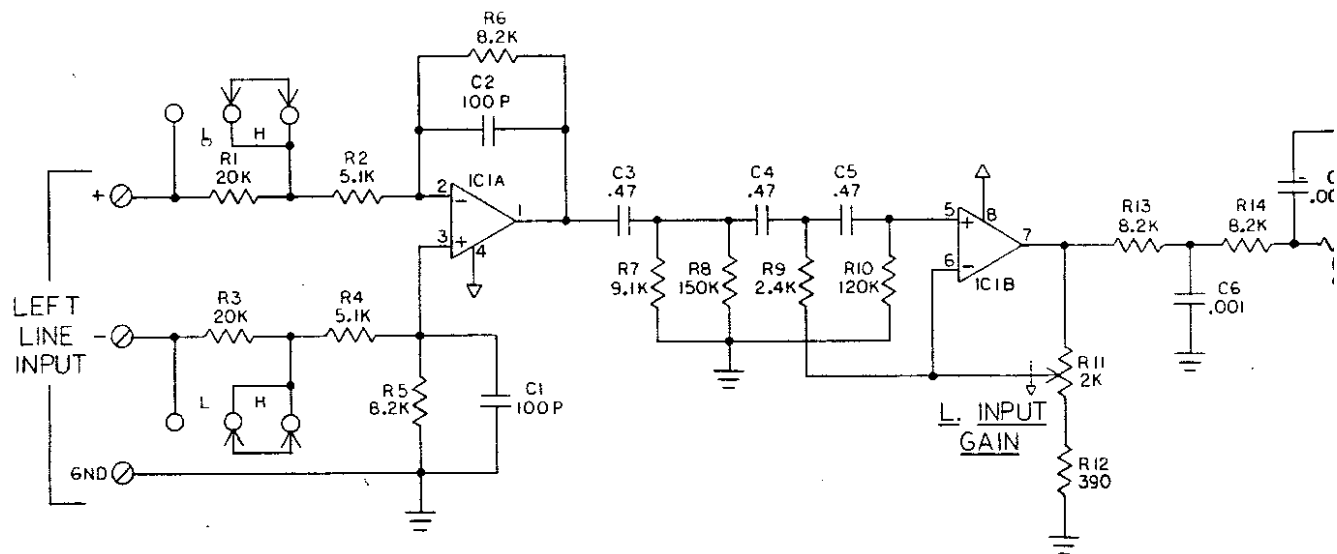 R6
8.2K
C2
100 P
L
H
R1
20K
R2
5.1K
+
2
−
IC1A
1
3
+
4
C3
.47
C4
.47
C5
.47
R7
9.1K
R8
150K
R9
2.4K
R10
120K
5
+
8
7
6
−
IC1B
R13
8.2K
R14
8.2K
C6
.001
LEFT
LINE
INPUT
−
R3
20K
R4
5.1K
L
H
R5
8.2K
C1
100 P
GND
R11
2K
L. INPUT
GAIN
R12
390